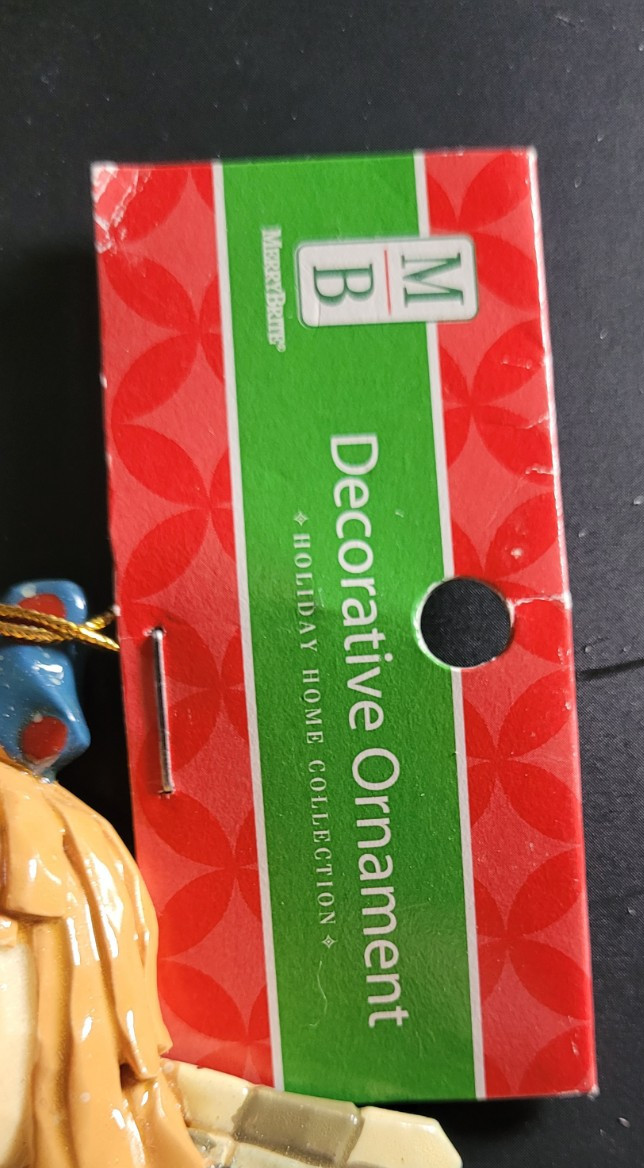 M
B
MERRYBRITE®
Decorative Ornament
✧ HOLIDAY HOME COLLECTION ✧